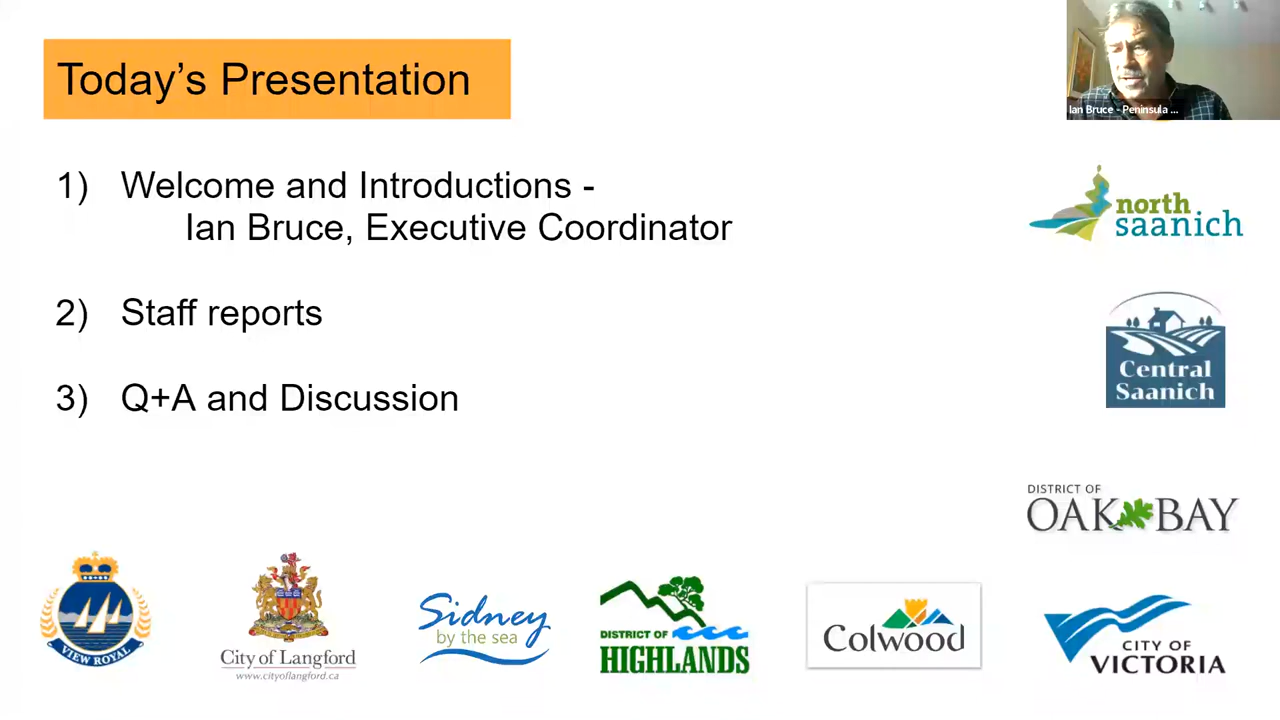 Today's Presentation
Ian Bruce - Peninsula ...
1) Welcome and Introductions -
Ian Bruce, Executive Coordinator
2) Staff reports
3) Q+A and Discussion
north
saanich
Central
Saanich
DISTRICT OF
OAK BAY
VIEW ROYAL
City of Langford
www.cityoflangford.ca
Sidney
by the sea
DISTRICT OF
HIGHLANDS
Colwood
CITY OF
VICTORIA